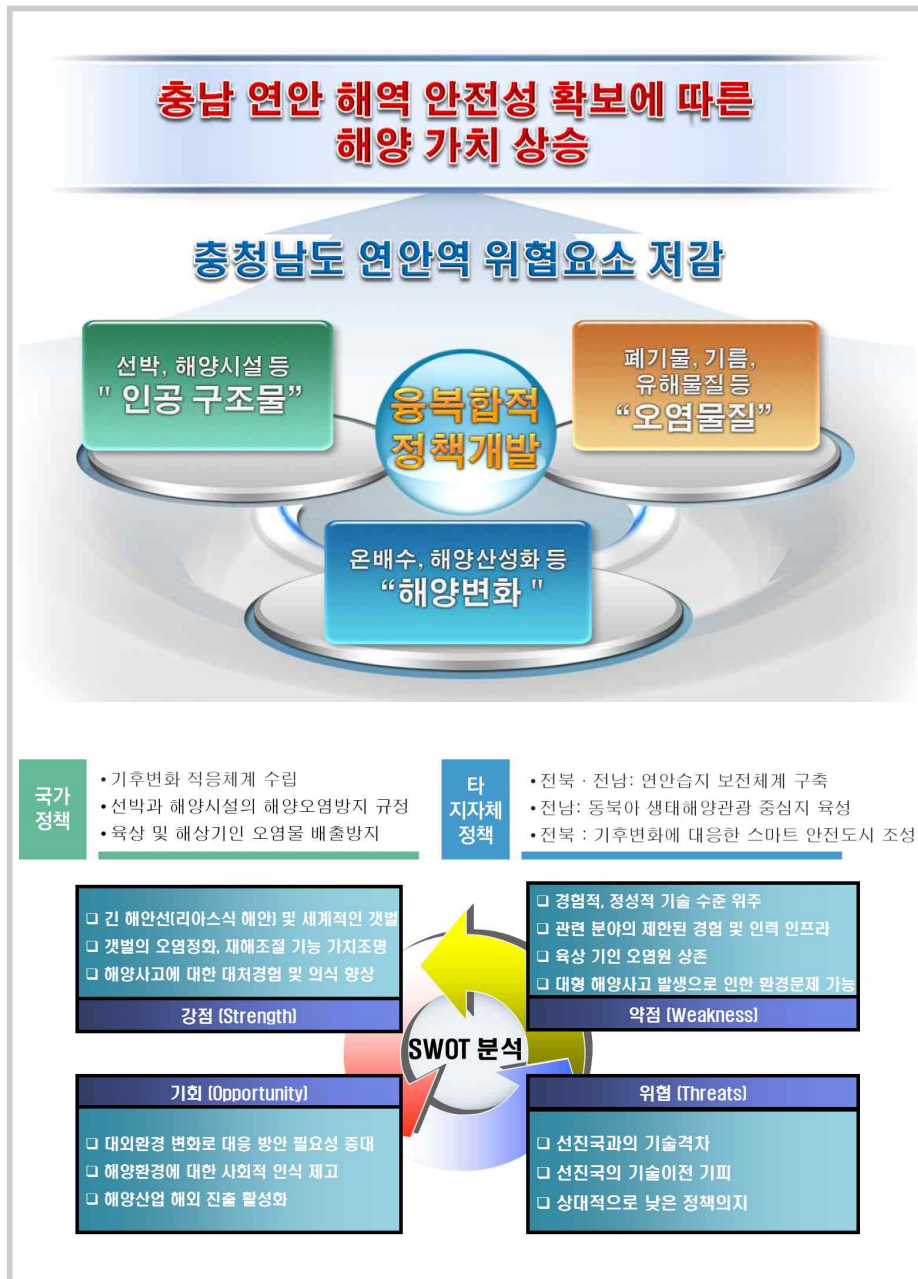 충남 연안 해역 안전성 확보에 따른
해양 가치 상승
충청남도 연안역 위협요소 저감
선박, 해양시설 등
" 인공 구조물”
융복합적
정책개발
폐기물, 기름,
유해물질 등
“오염물질”
온배수, 해양산성화 등
“해양변화 "
국가
정책
•기후변화 적응체계 수립
•선박과 해양시설의 해양오염방지 규정
•육상 및 해상기인 오염물 배출방지
타
지자체
정책
•전북 · 전남: 연안습지 보전체계 구축
•전남: 동북아 생태해양관광 중심지 육성
•전북 : 기후변화에 대응한 스마트 안전도시 조성
❑ 긴 해안선(리아스식 해안) 및 세계적인 갯벌
❑ 갯벌의 오염정화, 재해조절 기능 가치조명
❑ 해양사고에 대한 대처경험 및 의식 향상
강점 (Strength)
❑ 경험적, 정성적 기술 수준 위주
❑ 관련 분야의 제한된 경험 및 인력 인프라
❑ 육상 기인 오염원 상존
❑ 대형 해양사고 발생으로 인한 환경문제 가능
약점 (Weakness)
SWOT 분석
기회 (Opportunity)
❑ 대외환경 변화로 대응 방안 필요성 증대
❑ 해양환경에 대한 사회적 인식 제고
❑ 해양산업 해외 진출 활성화
위협 (Threats)
❑ 선진국과의 기술격차
❑ 선진국의 기술이전 기피
❑ 상대적으로 낮은 정책의지